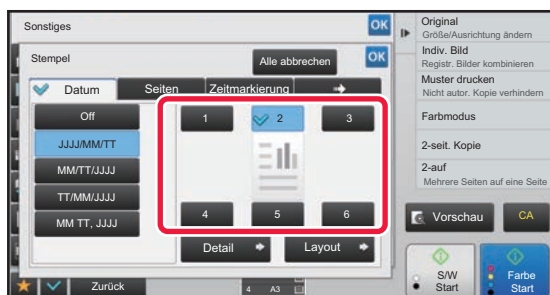 Sonstiges
OK
Stempel
Alle abbrechen
OK
Datum
Seiten
Zeitmarkierung
Off
JJJJ/MM/TT
MM/TT/JJJJ
TT/MM/JJJJ
MM TT, JJJJ
1
2
3
4
5
6
Detail
Layout
Zurück
4 A3
Original
Größe/Ausrichtung ändern
Indiv. Bild
Registr. Bilder kombinieren
Muster drucken
Nicht autor. Kopie verhindern
Farbmodus
2-seit. Kopie
2-auf
Mehrere Seiten auf eine Seite
Vorschau
CA
S/W
Start
Farbe
Start